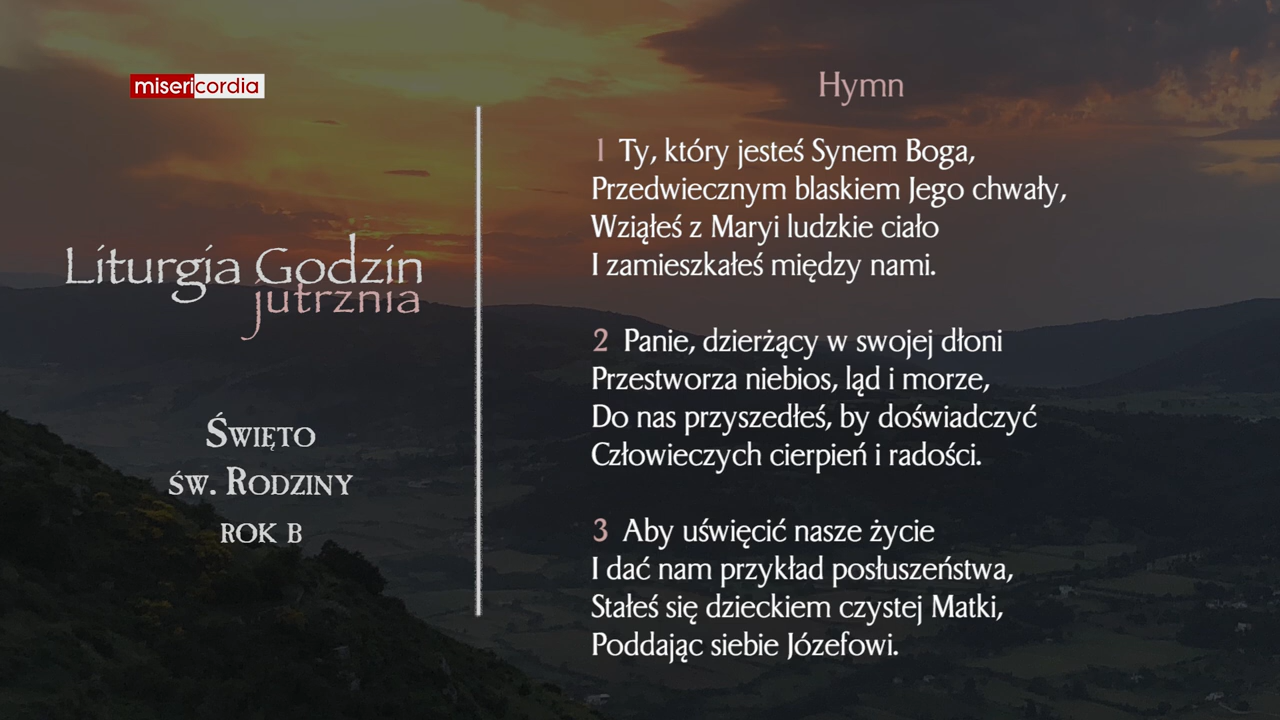 misericordia
Liturgia Godzin
jutrznia
Święto
św. Rodziny
rok B
Hymn
1 Ty, który jesteś Synem Boga,
Przedwiecznym blaskiem Jego chwały,
Wziąłeś z Maryi ludzkie ciało
I zamieszkałeś między nami.
2 Panie, dzierżący w swojej dłoni
Przestworza niebios, ląd i morze,
Do nas przyszedłeś, by doświadczyć
Człowieczych cierpień i radości.
3 Aby uświęcić nasze życie
I dać nam przykład posłuszeństwa,
Stałeś się dzieckiem czystej Matki,
Poddając siebie Józefowi.